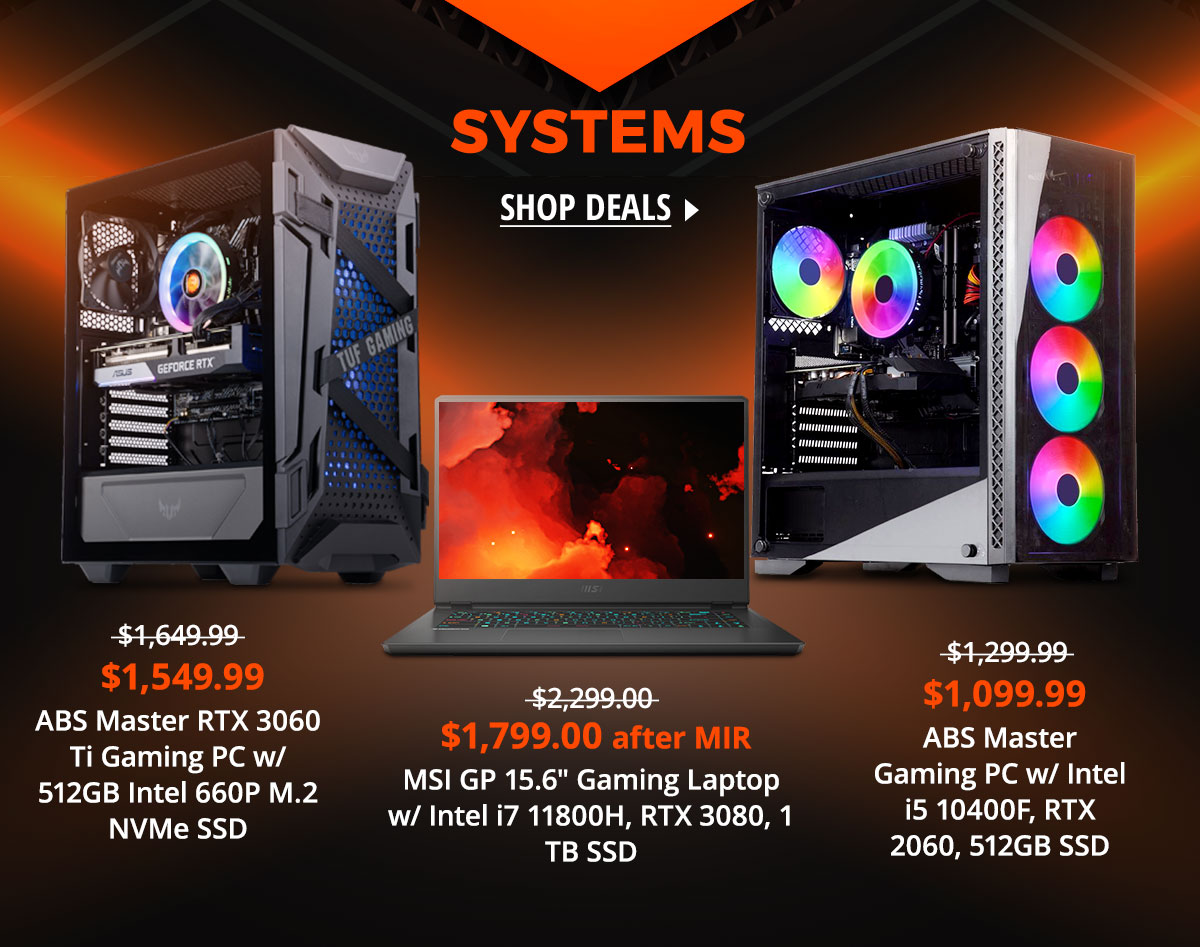 SYSTEMS
SHOP DEALS
ASUS GEFORCE RTX
TUF GAMING
msi
$1,649.99
$1,549.99
ABS Master RTX 3060
Ti Gaming PC w/
512GB Intel 660P M.2
NVMe SSD
$2,299.00
$1,799.00 after MIR
MSI GP 15.6" Gaming Laptop
w/ Intel i7 11800H, RTX 3080, 1
TB SSD
$1,299.99
$1,099.99
ABS Master
Gaming PC w/ Intel
i5 10400F, RTX
2060, 512GB SSD